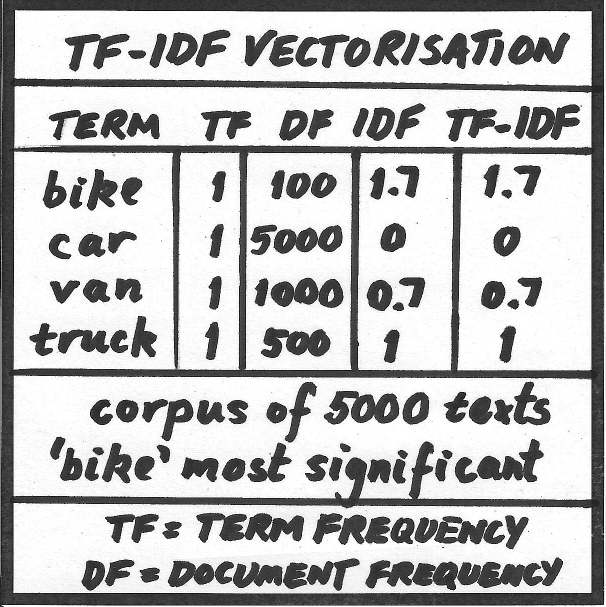 TF-IDF VECTORISATION
TERM TF DF IDF TF-IDF
bike 1 100 1.7 1.7
car 1 5000 0 0
van 1 1000 0.7 0.7
truck 1 500 1 1
corpus of 5000 texts
'bike' most significant
TF = TERM FREQUENCY
DF = DOCUMENT FREQUENCY